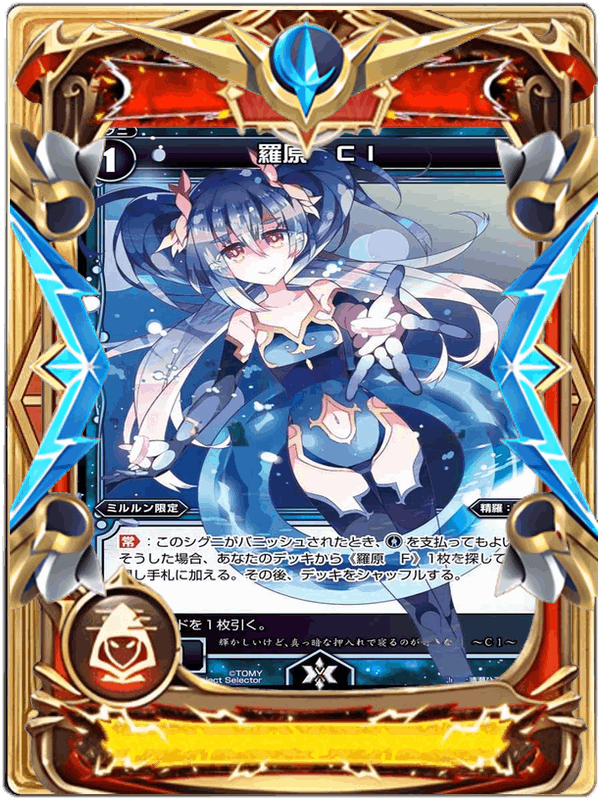 1
羅原 Cl
ミルルン限定
精羅:
常:このシグニがバニッシュされたとき、を支払ってもよい
そうした場合、あなたのデッキから《羅原 F》1枚を探して
し手札に加える。その後、デッキをシャッフルする。
ドを1枚引く。
輝かしいけど、真っ暗な押入れで寝るのが ～Cl～
©TOMY
lect Selector